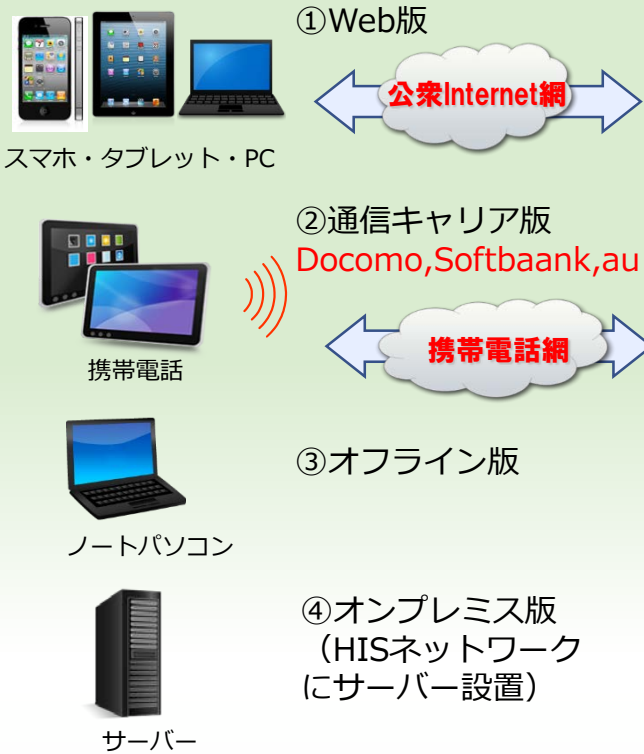 ①Web版
公衆Internet網
スマホ・タブレット・PC
②通信キャリア版
Docomo,Softbaank,au
携帯電話網
携帯電話
③オフライン版
ノートパソコン
④オンプレミス版
（HISネットワーク
にサーバー設置）
サーバー